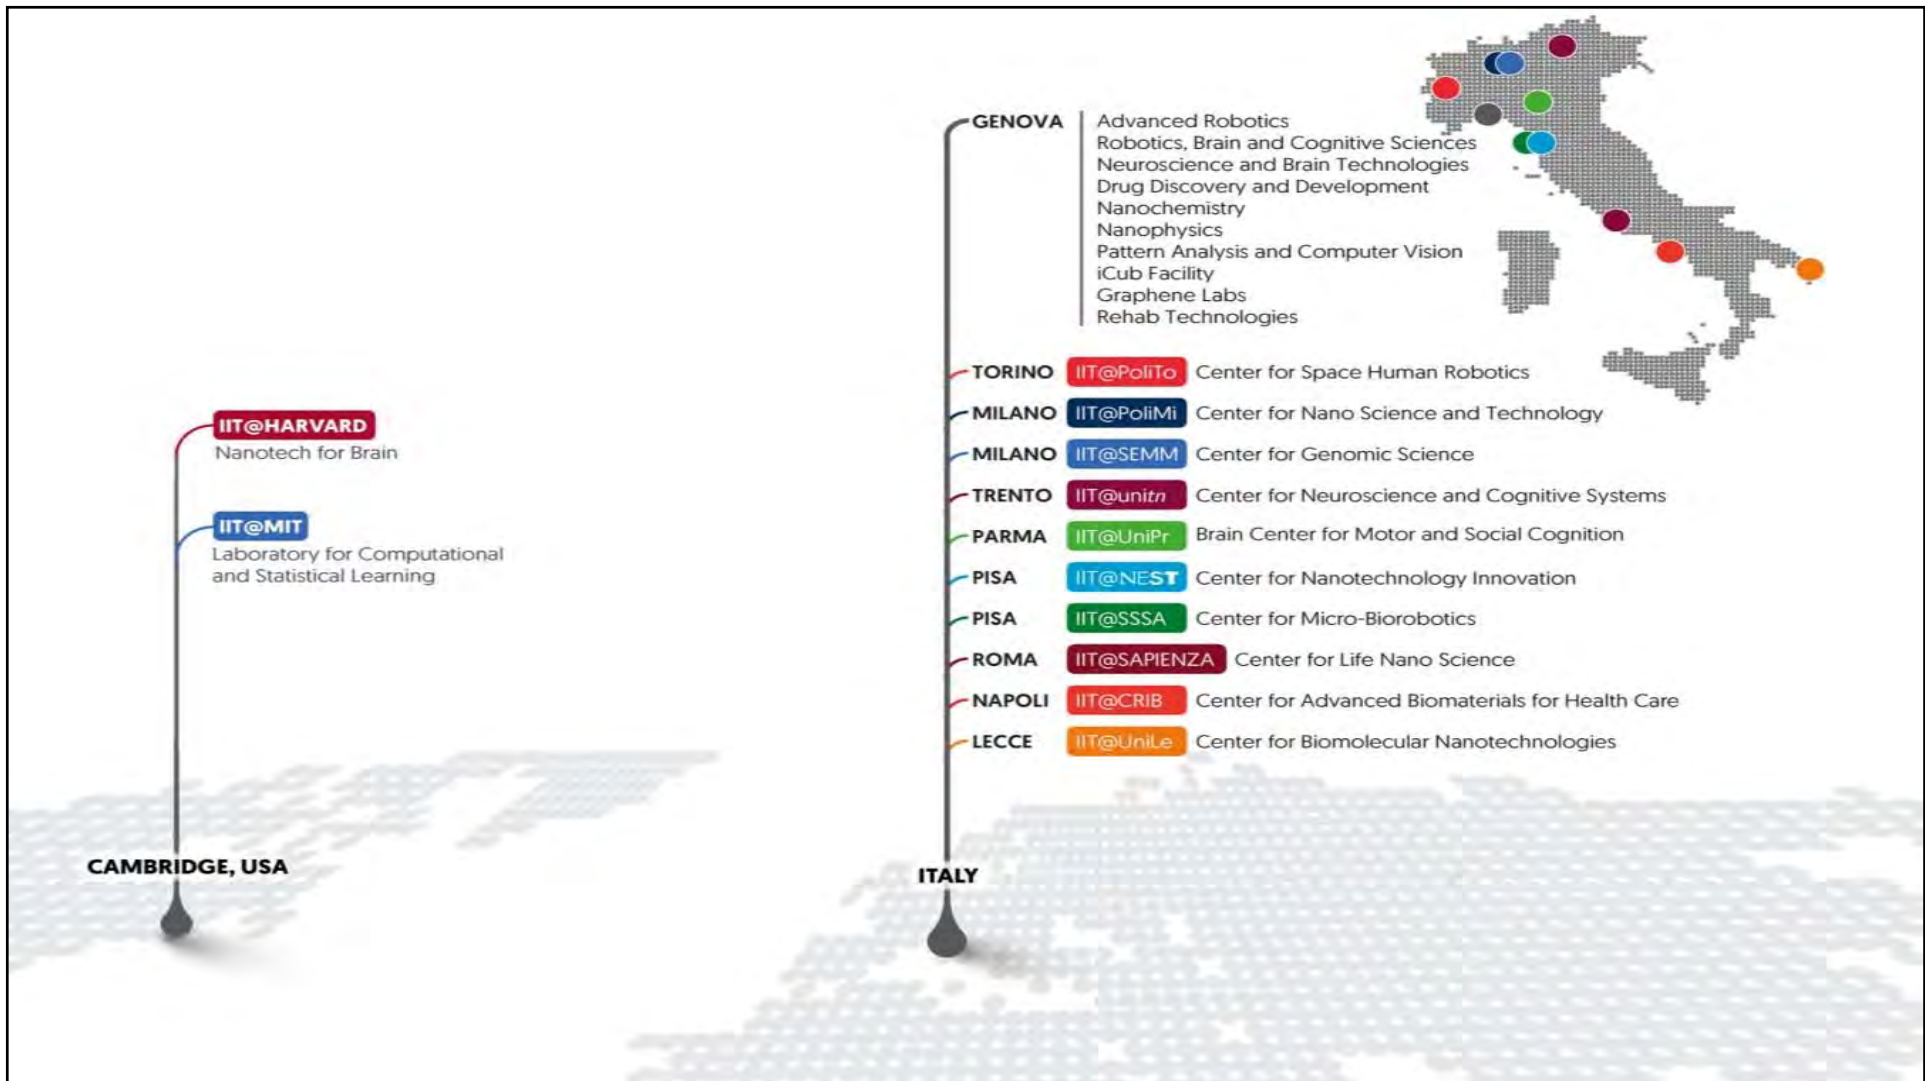 GENOVA
Advanced Robotics
Robotics, Brain and Cognitive Sciences
Neuroscience and Brain Technologies
Drug Discovery and Development
Nanochemistry
Nanophysics
Pattern Analysis and Computer Vision
iCub Facility
Graphene Labs
Rehab Technologies
TORINO IIT@PoliTo Center for Space Human Robotics
MILANO IIT@PoliMi Center for Nano Science and Technology
MILANO IIT@SEMM Center for Genomic Science
TRENTO IIT@unitn Center for Neuroscience and Cognitive Systems
PARMA IIT@UniPr Brain Center for Motor and Social Cognition
PISA IIT@NEST Center for Nanotechnology Innovation
PISA IIT@SSSA Center for Micro-Biorobotics
ROMA IIT@SAPIENZA Center for Life Nano Science
NAPOLI IIT@CRIB Center for Advanced Biomaterials for Health Care
LECCE IIT@UniLe Center for Biomolecular Nanotechnologies
ITALY
IIT@HARVARD
Nanotech for Brain
IIT@MIT
Laboratory for Computational
and Statistical Learning
CAMBRIDGE, USA